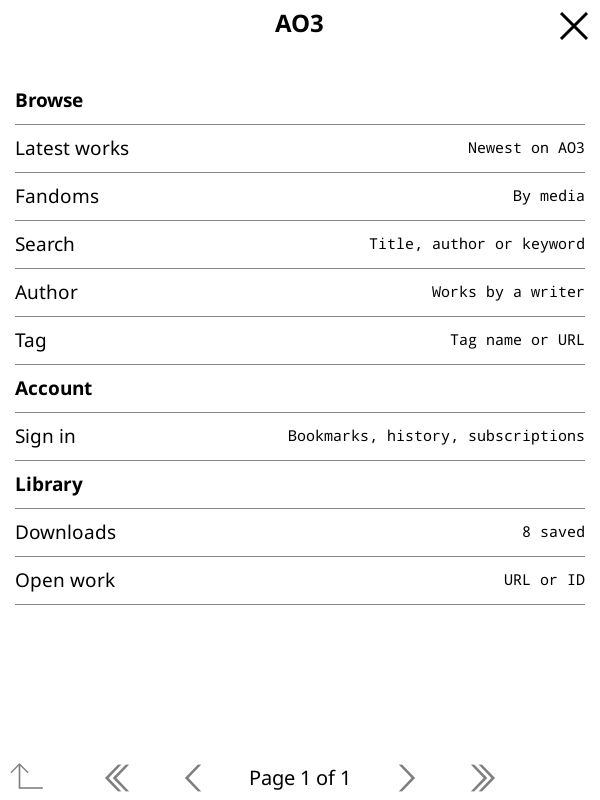 AO3
Browse
Latest works Newest on AO3
Fandoms By media
Search Title, author or keyword
Author Works by a writer
Tag Tag name or URL
Account
Sign in Bookmarks, history, subscriptions
Library
Downloads 8 saved
Open work URL or ID
Page 1 of 1